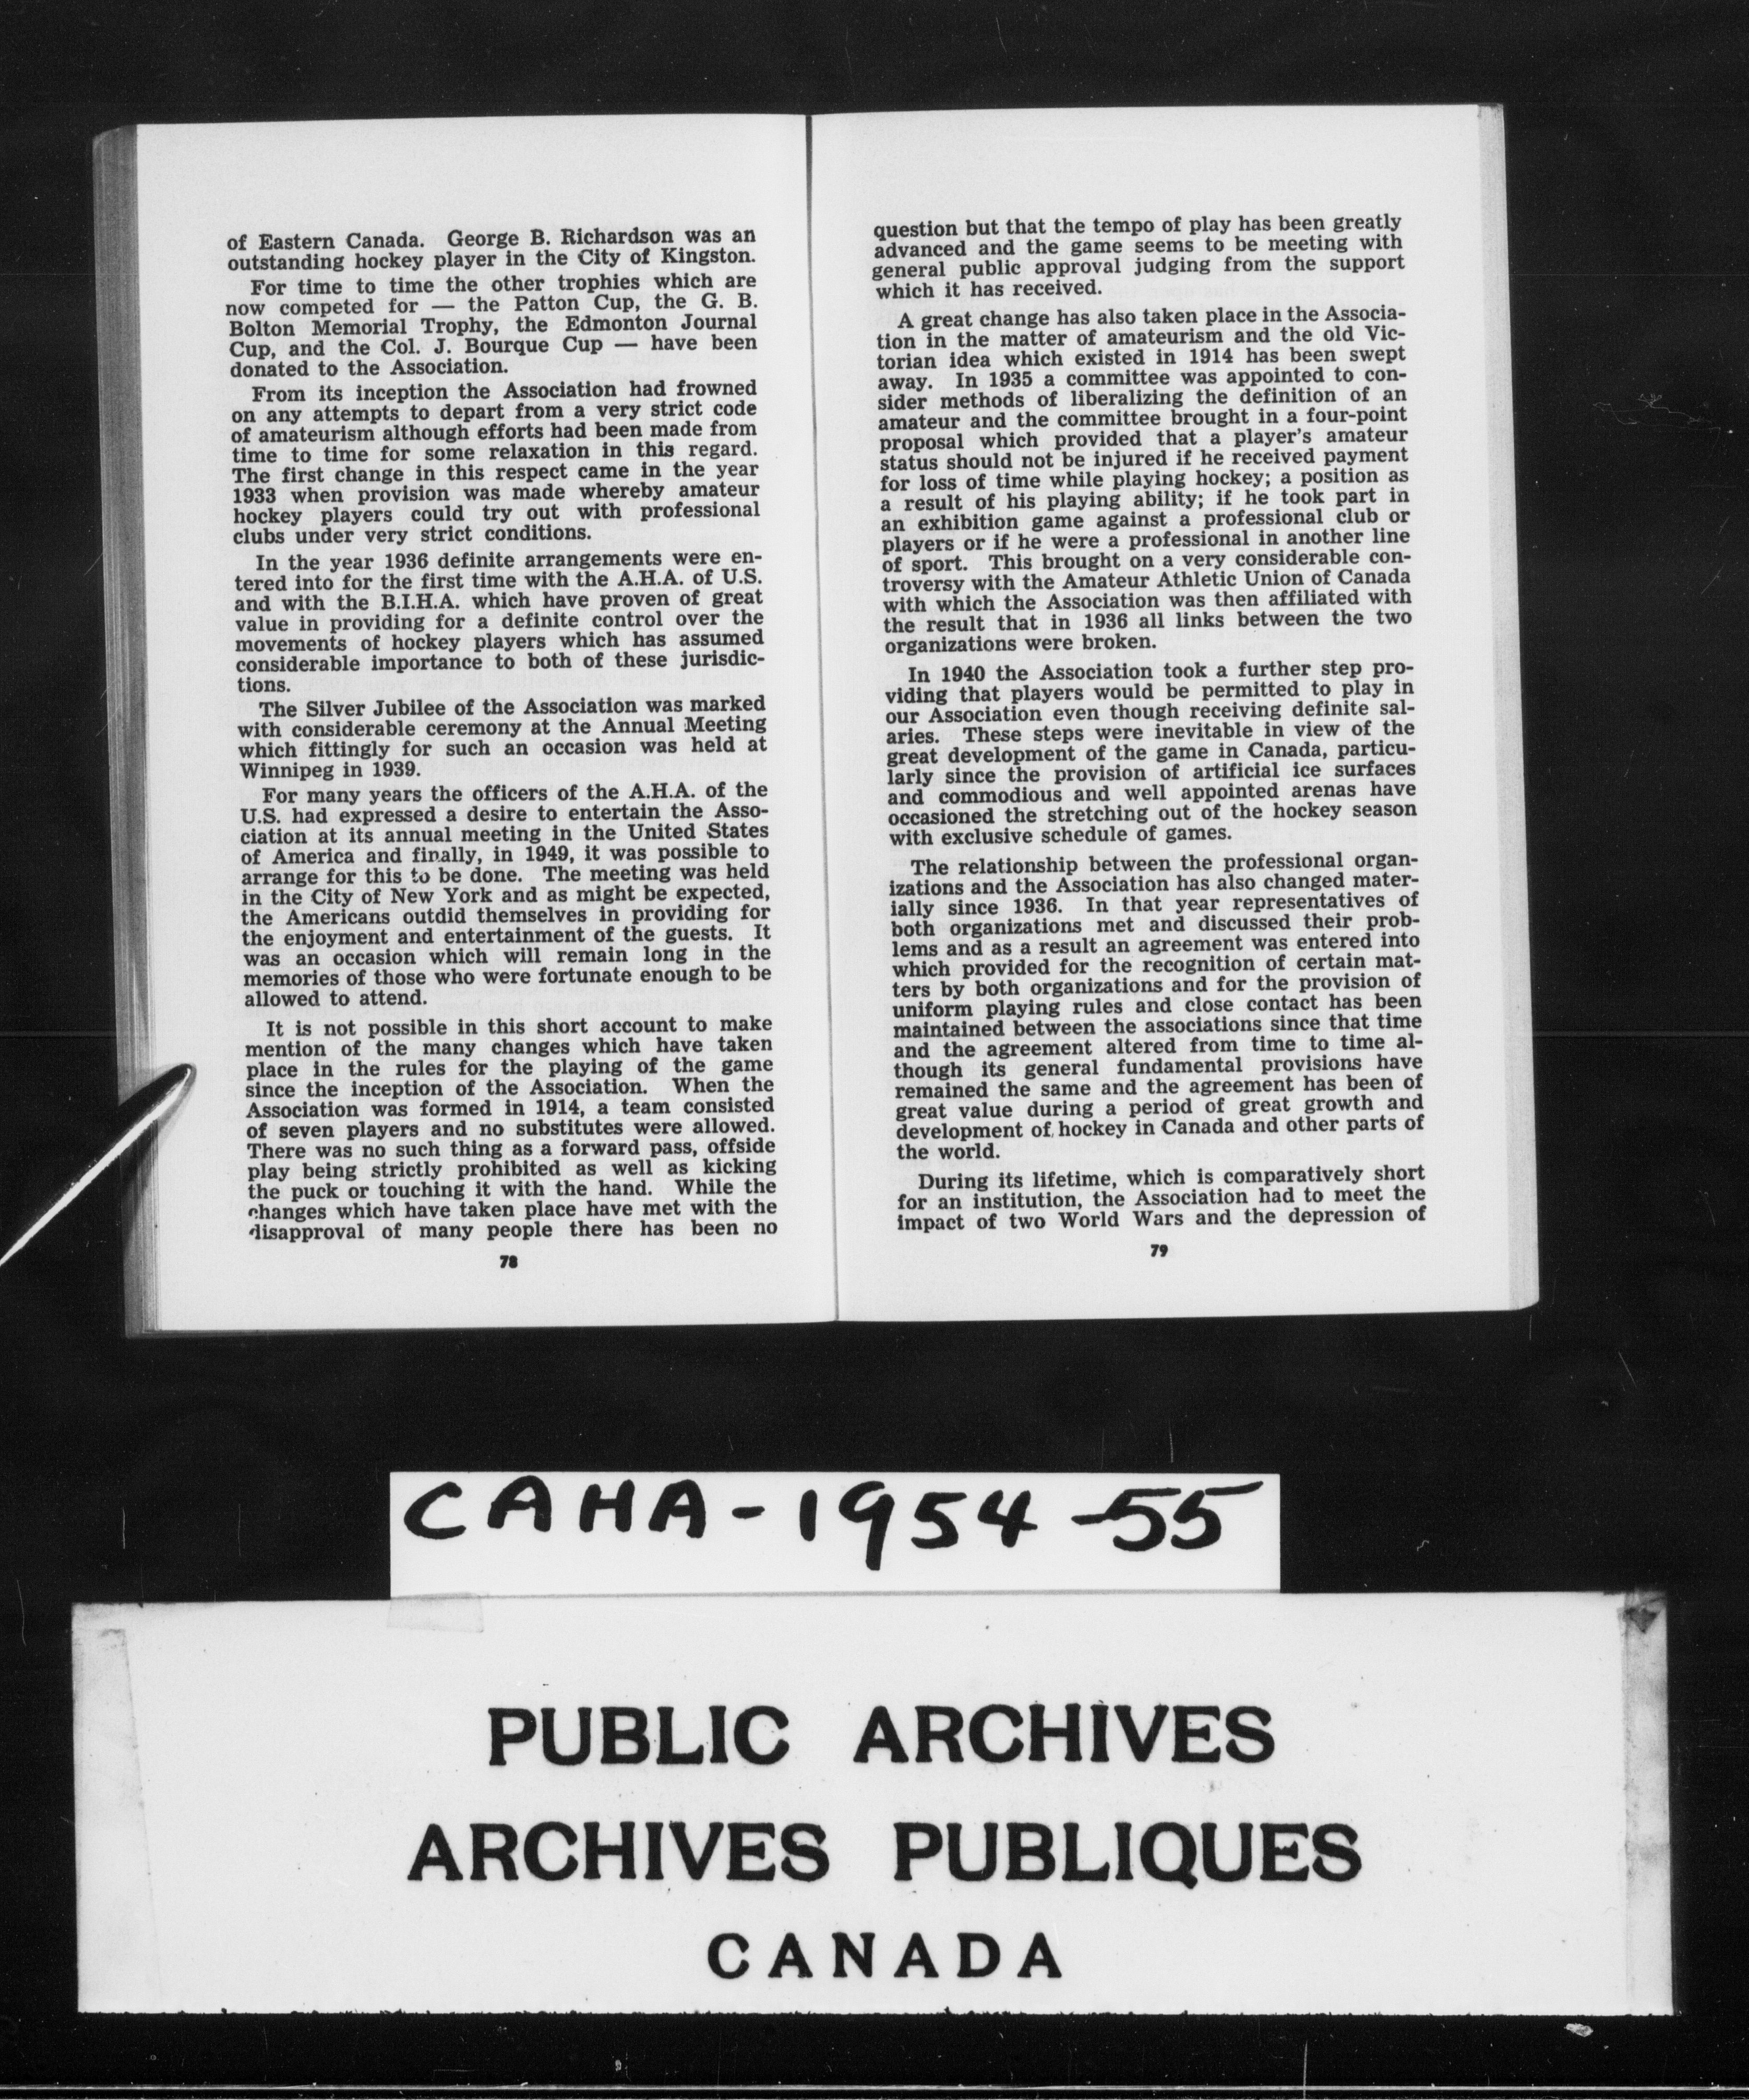 of Eastern Canada. George B. Richardson was an
outstanding hockey player in the City of Kingston.
For time to time the other trophies which are
now competed for — the Patton Cup, the G. B.
Bolton Memorial Trophy, the Edmonton Journal
Cup, and the Col. J. Bourque Cup — have been
donated to the Association.
From its inception the Association had frowned
on any attempts to depart from a very strict code
of amateurism although efforts had been made from
time to time for some relaxation in this regard.
The first change in this respect came in the year
1933 when provision was made whereby amateur
hockey players could try out with professional
clubs under very strict conditions.
In the year 1936 definite arrangements were en-
tered into for the first time with the A.H.A. of U.S.
and with the B.I.H.A. which have proven of great
value in providing for a definite control over the
movements of hockey players which has assumed
considerable importance to both of these jurisdic-
tions.
The Silver Jubilee of the Association was marked
with considerable ceremony at the Annual Meeting
which fittingly for such an occasion was held at
Winnipeg in 1939.
For many years the officers of the A.H.A. of the
U.S. had expressed a desire to entertain the Asso-
ciation at its annual meeting in the United States
of America and finally, in 1949, it was possible to
arrange for this to be done. The meeting was held
in the City of New York and as might be expected,
the Americans outdid themselves in providing for
the enjoyment and entertainment of the guests. It
was an occasion which will remain long in the
memories of those who were fortunate enough to be
allowed to attend.
It is not possible in this short account to make
mention of the many changes which have taken
place in the rules for the playing of the game
since the inception of the Association. When the
Association was formed in 1914, a team consisted
of seven players and no substitutes were allowed.
There was no such thing as a forward pass, offside
play being strictly prohibited as well as kicking
the puck or touching it with the hand. While the
changes which have taken place have met with the
disapproval of many people there has been no
78
question but that the tempo of play has been greatly
advanced and the game seems to be meeting with
general public approval judging from the support
which it has received.
A great change has also taken place in the Associa-
tion in the matter of amateurism and the old Vic-
torian idea which existed in 1914 has been swept
away. In 1935 a committee was appointed to con-
sider methods of liberalizing the definition of an
amateur and the committee brought in a four-point
proposal which provided that a player's amateur
status should not be injured if he received payment
for loss of time while playing hockey; a position as
a result of his playing ability; if he took part in
an exhibition game against a professional club or
players or if he were a professional in another line
of sport. This brought on a very considerable con-
troversy with the Amateur Athletic Union of Canada
with which the Association was then affiliated with
the result that in 1936 all links between the two
organizations were broken.
In 1940 the Association took a further step pro-
viding that players would be permitted to play in
our Association even though receiving definite sal-
aries. These steps were inevitable in view of the
great development of the game in Canada, particu-
larly since the provision of artificial ice surfaces
and commodious and well appointed arenas have
occasioned the stretching out of the hockey season
with exclusive schedule of games.
The relationship between the professional organ-
izations and the Association has also changed mater-
ially since 1936. In that year representatives of
both organizations met and discussed their prob-
lems and as a result an agreement was entered into
which provided for the recognition of certain mat-
ters by both organizations and for the provision of
uniform playing rules and close contact has been
maintained between the associations since that time
and the agreement altered from time to time al-
though its general fundamental provisions have
remained the same and the agreement has been of
great value during a period of great growth and
development of hockey in Canada and other parts of
the world.
During its lifetime, which is comparatively short
for an institution, the Association had to meet the
impact of two World Wars and the depression of
79
CAHA-1954-55
PUBLIC ARCHIVES
ARCHIVES PUBLIQUES
CANADA